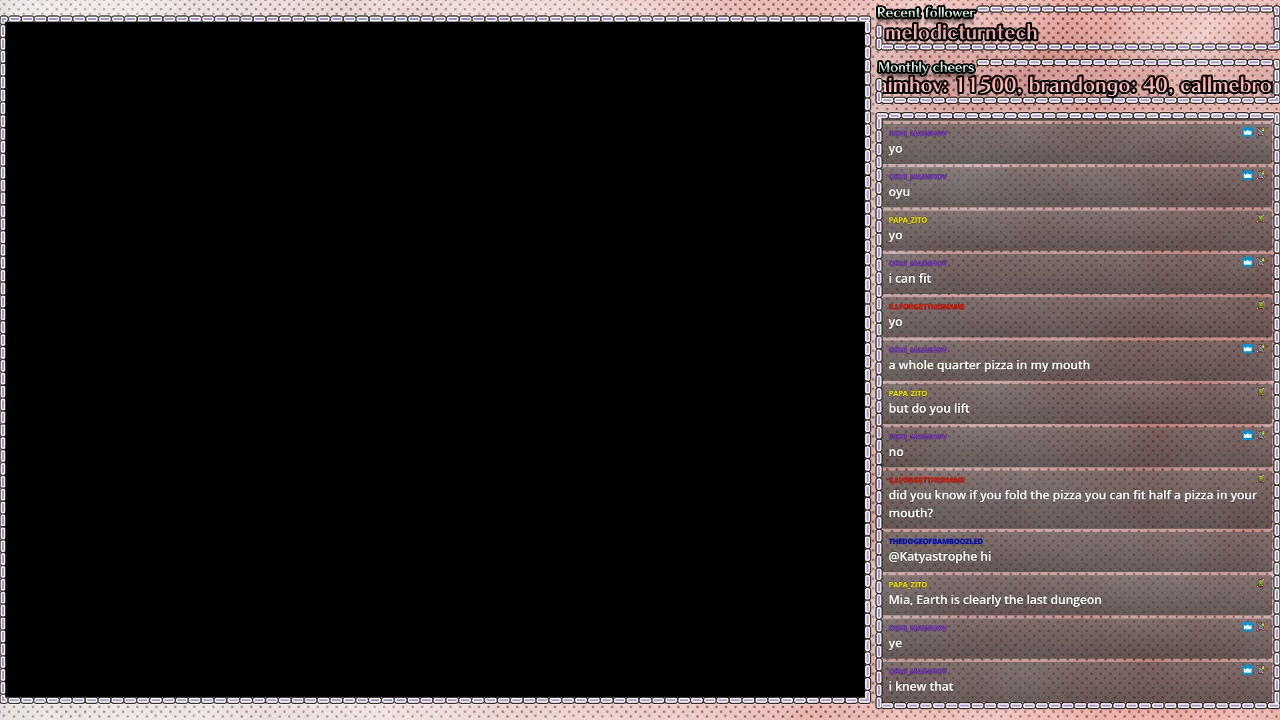 Recent follower
melodicturntech
Monthly cheers
nimhov: 11500, brandongo: 40, callmebro
yo
oyu
PAPA_ZITO
yo
i can fit
ILLFORGETTHISNAME
yo
a whole quarter pizza in my mouth
PAPA_ZITO
but do you lift
no
ILLFORGETTHISNAME
did you know if you fold the pizza you can fit half a pizza in your
mouth?
THEDOGEOFBAMBOOZLED
@Katyastrophe hi
PAPA_ZITO
Mia, Earth is clearly the last dungeon
ye
i knew that